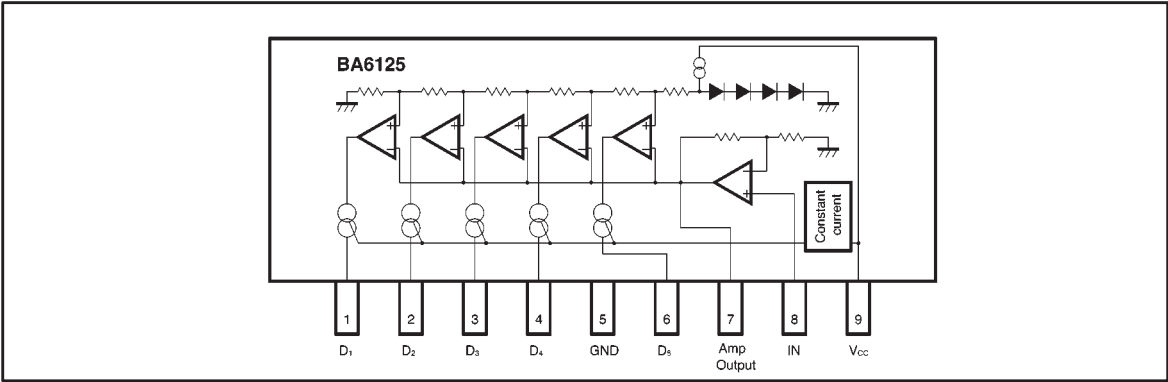 BA6125
Constant
current
1 2 3 4 5 6 7 8 9
D₁ D₂ D₃ D₄ GND D₅ Amp Output IN VCC